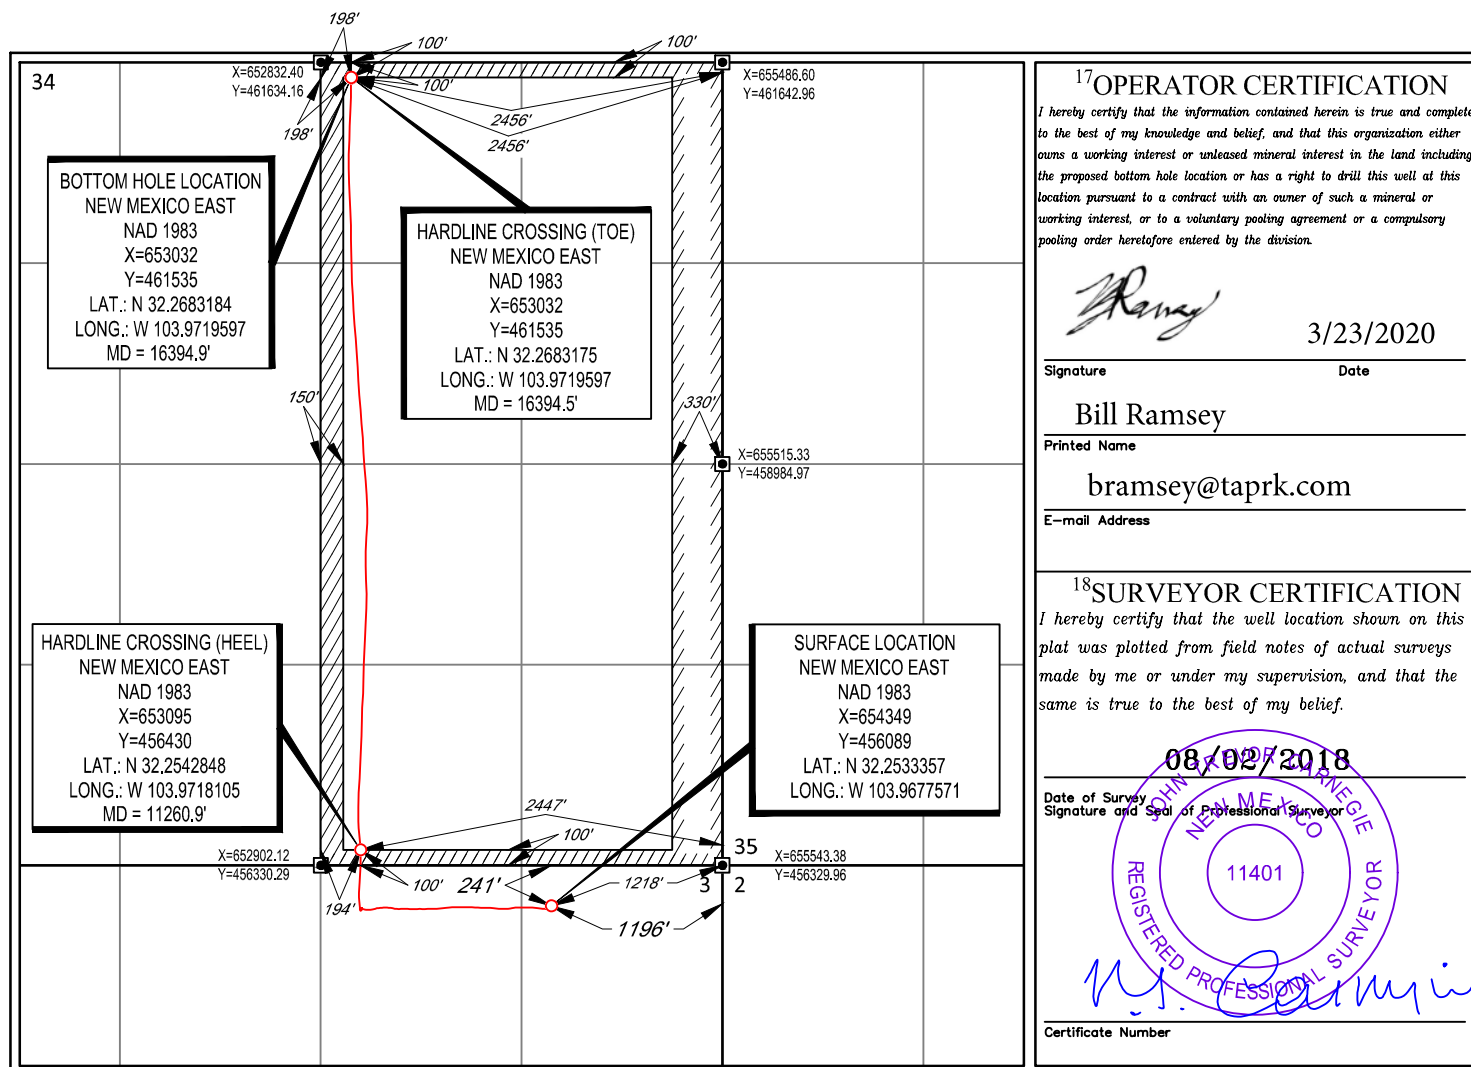 198'
100'
100'
X=652832.40
Y=461634.16
X=655486.60
Y=461642.96
34
100'
198'
2456'
2456'
BOTTOM HOLE LOCATION
NEW MEXICO EAST
NAD 1983
X=653032
Y=461535
LAT.: N 32.2683184
LONG.: W 103.9719597
MD = 16394.9'
HARDLINE CROSSING (TOE)
NEW MEXICO EAST
NAD 1983
X=653032
Y=461535
LAT.: N 32.2683175
LONG.: W 103.9719597
MD = 16394.5'
150'
330'
X=655515.33
Y=458984.97
HARDLINE CROSSING (HEEL)
NEW MEXICO EAST
NAD 1983
X=653095
Y=456430
LAT.: N 32.2542848
LONG.: W 103.9718105
MD = 11260.9'
SURFACE LOCATION
NEW MEXICO EAST
NAD 1983
X=654349
Y=456089
LAT.: N 32.2533357
LONG.: W 103.9677571
2447'
100'
35
X=652902.12
Y=456330.29
X=655543.38
Y=456329.96
100'
241'
1218'
3 2
194'
1196'
17OPERATOR CERTIFICATION
I hereby certify that the information contained herein is true and complete
to the best of my knowledge and belief, and that this organization either
owns a working interest or unleased mineral interest in the land including
the proposed bottom hole location or has a right to drill this well at this
location pursuant to a contract with an owner of such a mineral or
working interest, or to a voluntary pooling agreement or a compulsory
pooling order heretofore entered by the division.
3/23/2020
Signature Date
Bill Ramsey
Printed Name
bramsey@taprk.com
E-mail Address
18SURVEYOR CERTIFICATION
I hereby certify that the well location shown on this
plat was plotted from field notes of actual surveys
made by me or under my supervision, and that the
same is true to the best of my belief.
08/02/2018
Date of Survey
Signature and Seal of Professional Surveyor
JOHN TREVOR CARNEGIE
NEW MEXICO
11401
REGISTERED PROFESSIONAL SURVEYOR
Certificate Number